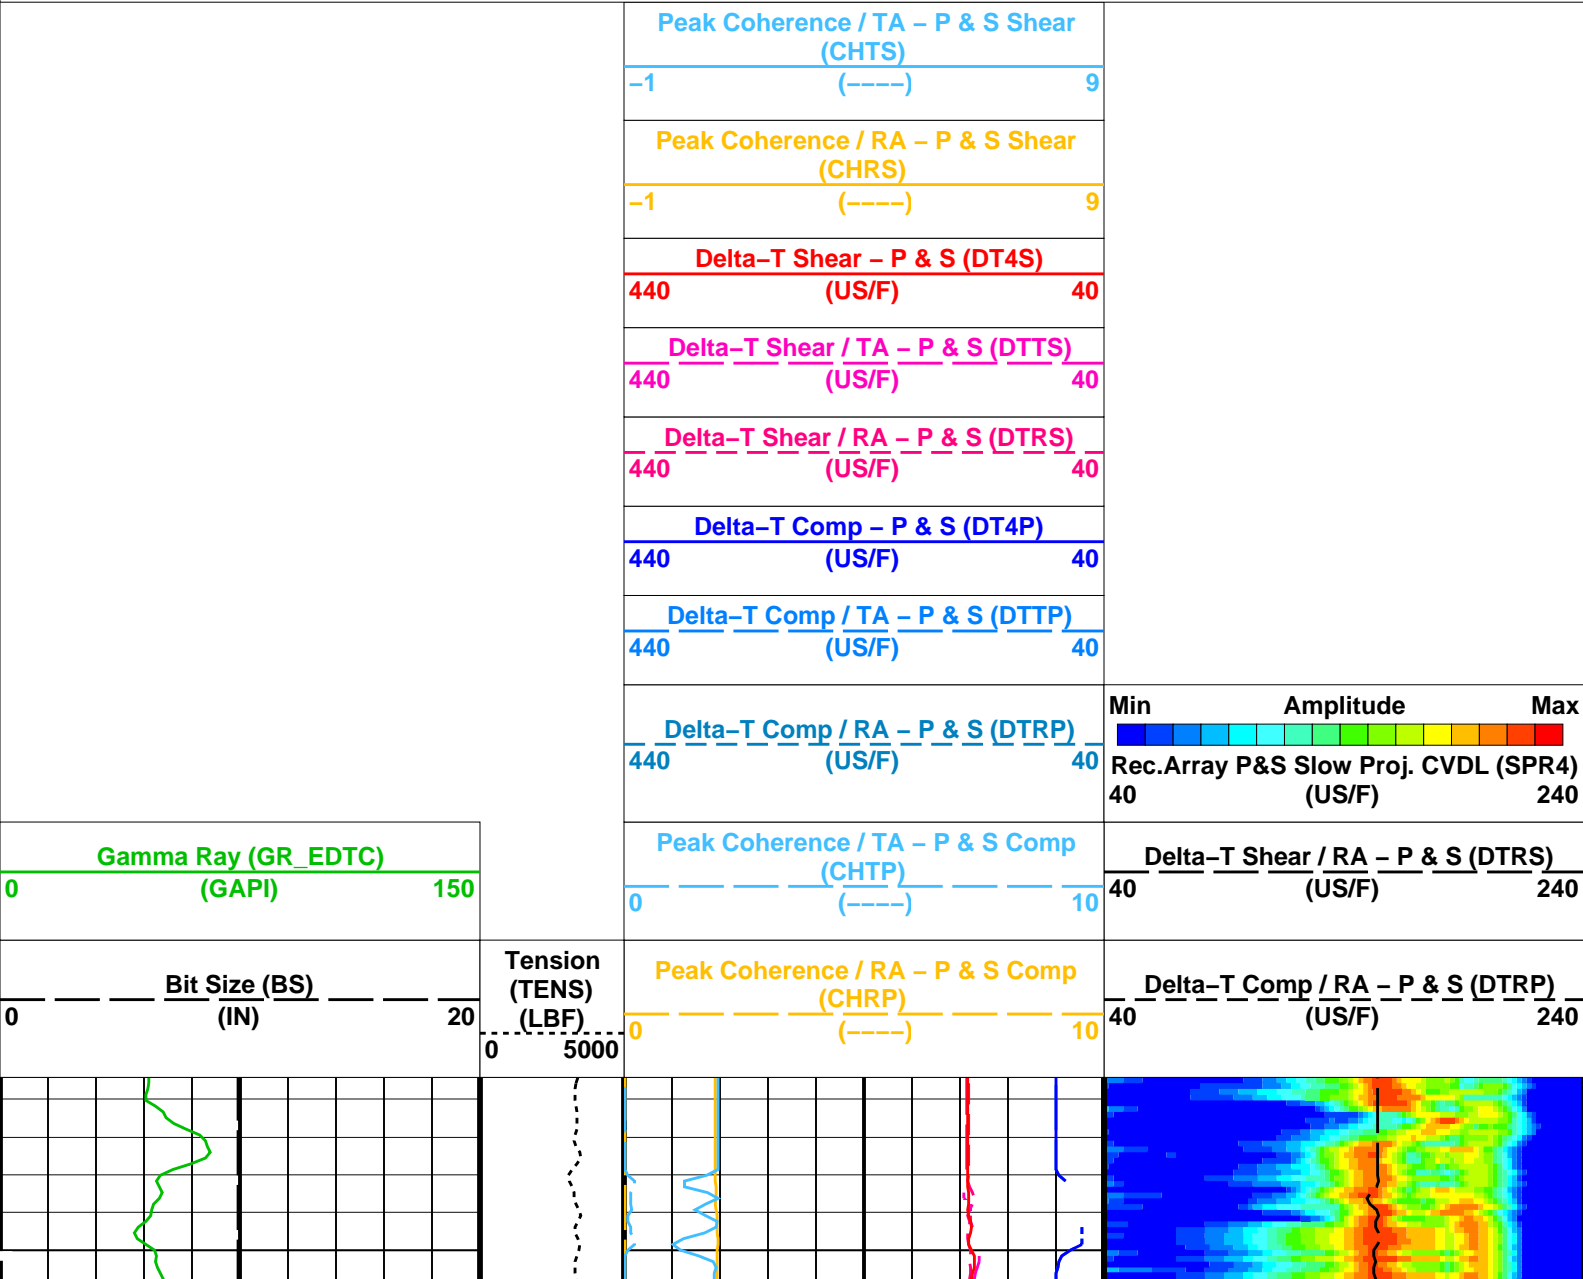 Peak Coherence / TA – P & S Shear
(CHTS)
–1 (––––) 9
Peak Coherence / RA – P & S Shear
(CHRS)
–1 (––––) 9
Delta–T Shear – P & S (DT4S)
440 (US/F) 40
Delta–T Shear / TA – P & S (DTTS)
440 (US/F) 40
Delta–T Shear / RA – P & S (DTRS)
440 (US/F) 40
Delta–T Comp – P & S (DT4P)
440 (US/F) 40
Delta–T Comp / TA – P & S (DTTP)
440 (US/F) 40
Delta–T Comp / RA – P & S (DTRP)
440 (US/F) 40
Min Amplitude Max
Rec.Array P&S Slow Proj. CVDL (SPR4)
40 (US/F) 240
Gamma Ray (GR_EDTC)
0 (GAPI) 150
Peak Coherence / TA – P & S Comp
(CHTP)
0 (––––) 10
Delta–T Shear / RA – P & S (DTRS)
40 (US/F) 240
Bit Size (BS)
0 (IN) 20
Tension
(TENS)
(LBF)
0 5000
Peak Coherence / RA – P & S Comp
(CHRP)
0 (––––) 10
Delta–T Comp / RA – P & S (DTRP)
40 (US/F) 240